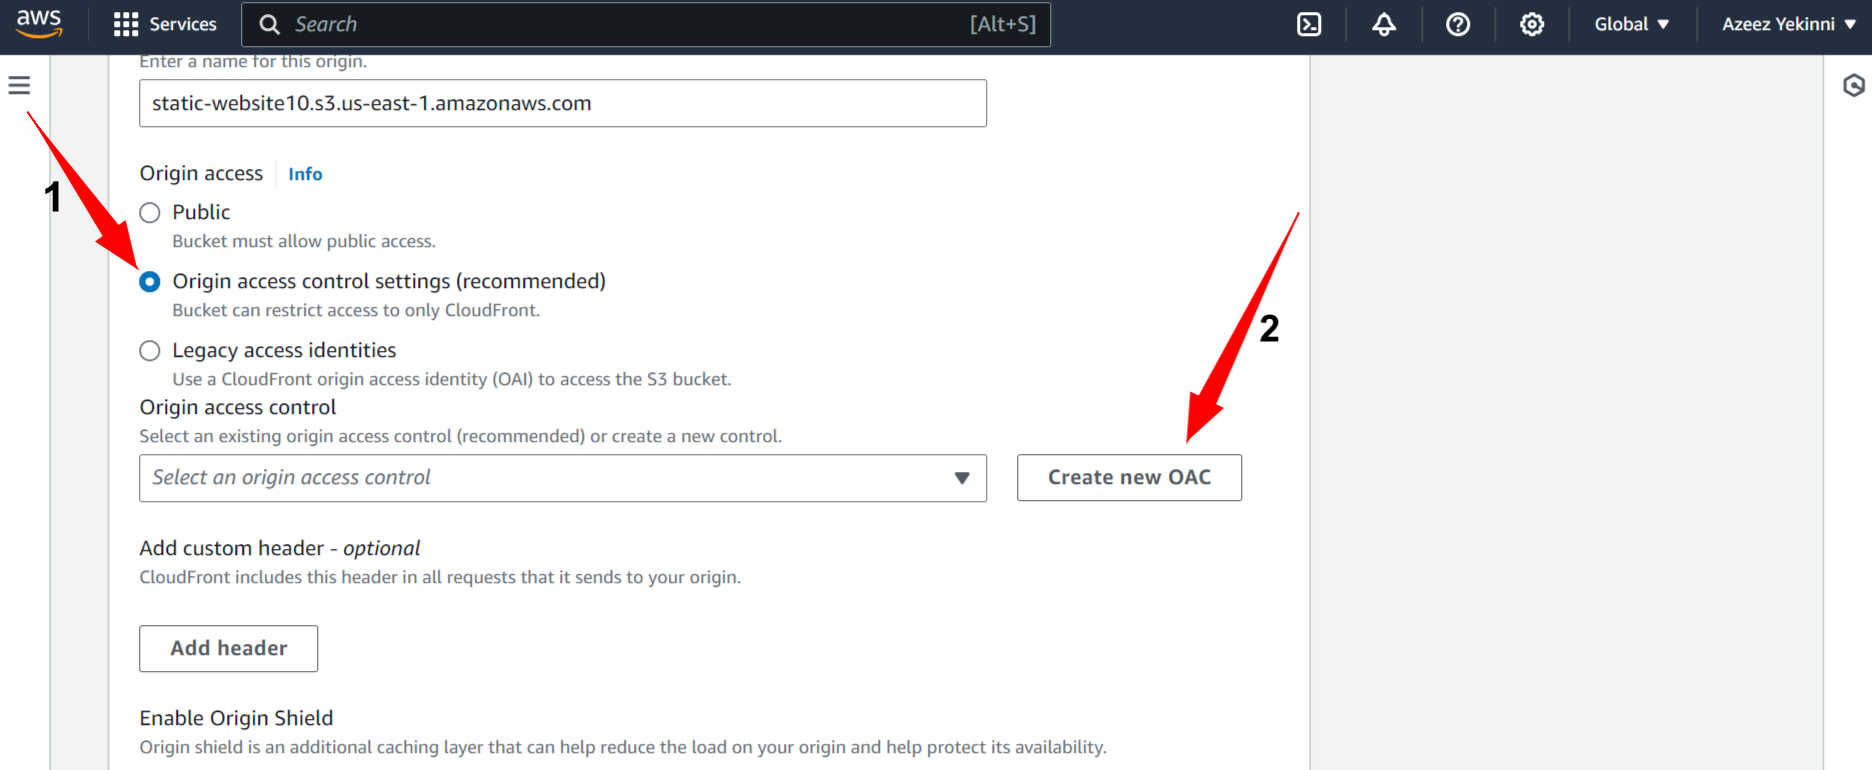 aws
Services
Search [Alt+S]
Global
Azeez Yekinni
Enter a name for this origin.
static-website10.s3.us-east-1.amazonaws.com
Origin access Info
1
Public
Bucket must allow public access.
Origin access control settings (recommended)
Bucket can restrict access to only CloudFront.
2
Legacy access identities
Use a CloudFront origin access identity (OAI) to access the S3 bucket.
Origin access control
Select an existing origin access control (recommended) or create a new control.
Select an origin access control
Create new OAC
Add custom header - optional
CloudFront includes this header in all requests that it sends to your origin.
Add header
Enable Origin Shield
Origin shield is an additional caching layer that can help reduce the load on your origin and help protect its availability.